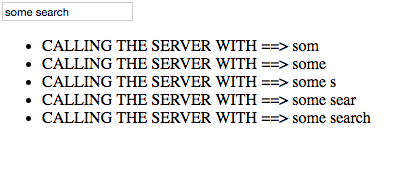 some search
CALLING THE SERVER WITH ==> som
CALLING THE SERVER WITH ==> some
CALLING THE SERVER WITH ==> some s
CALLING THE SERVER WITH ==> some sear
CALLING THE SERVER WITH ==> some search